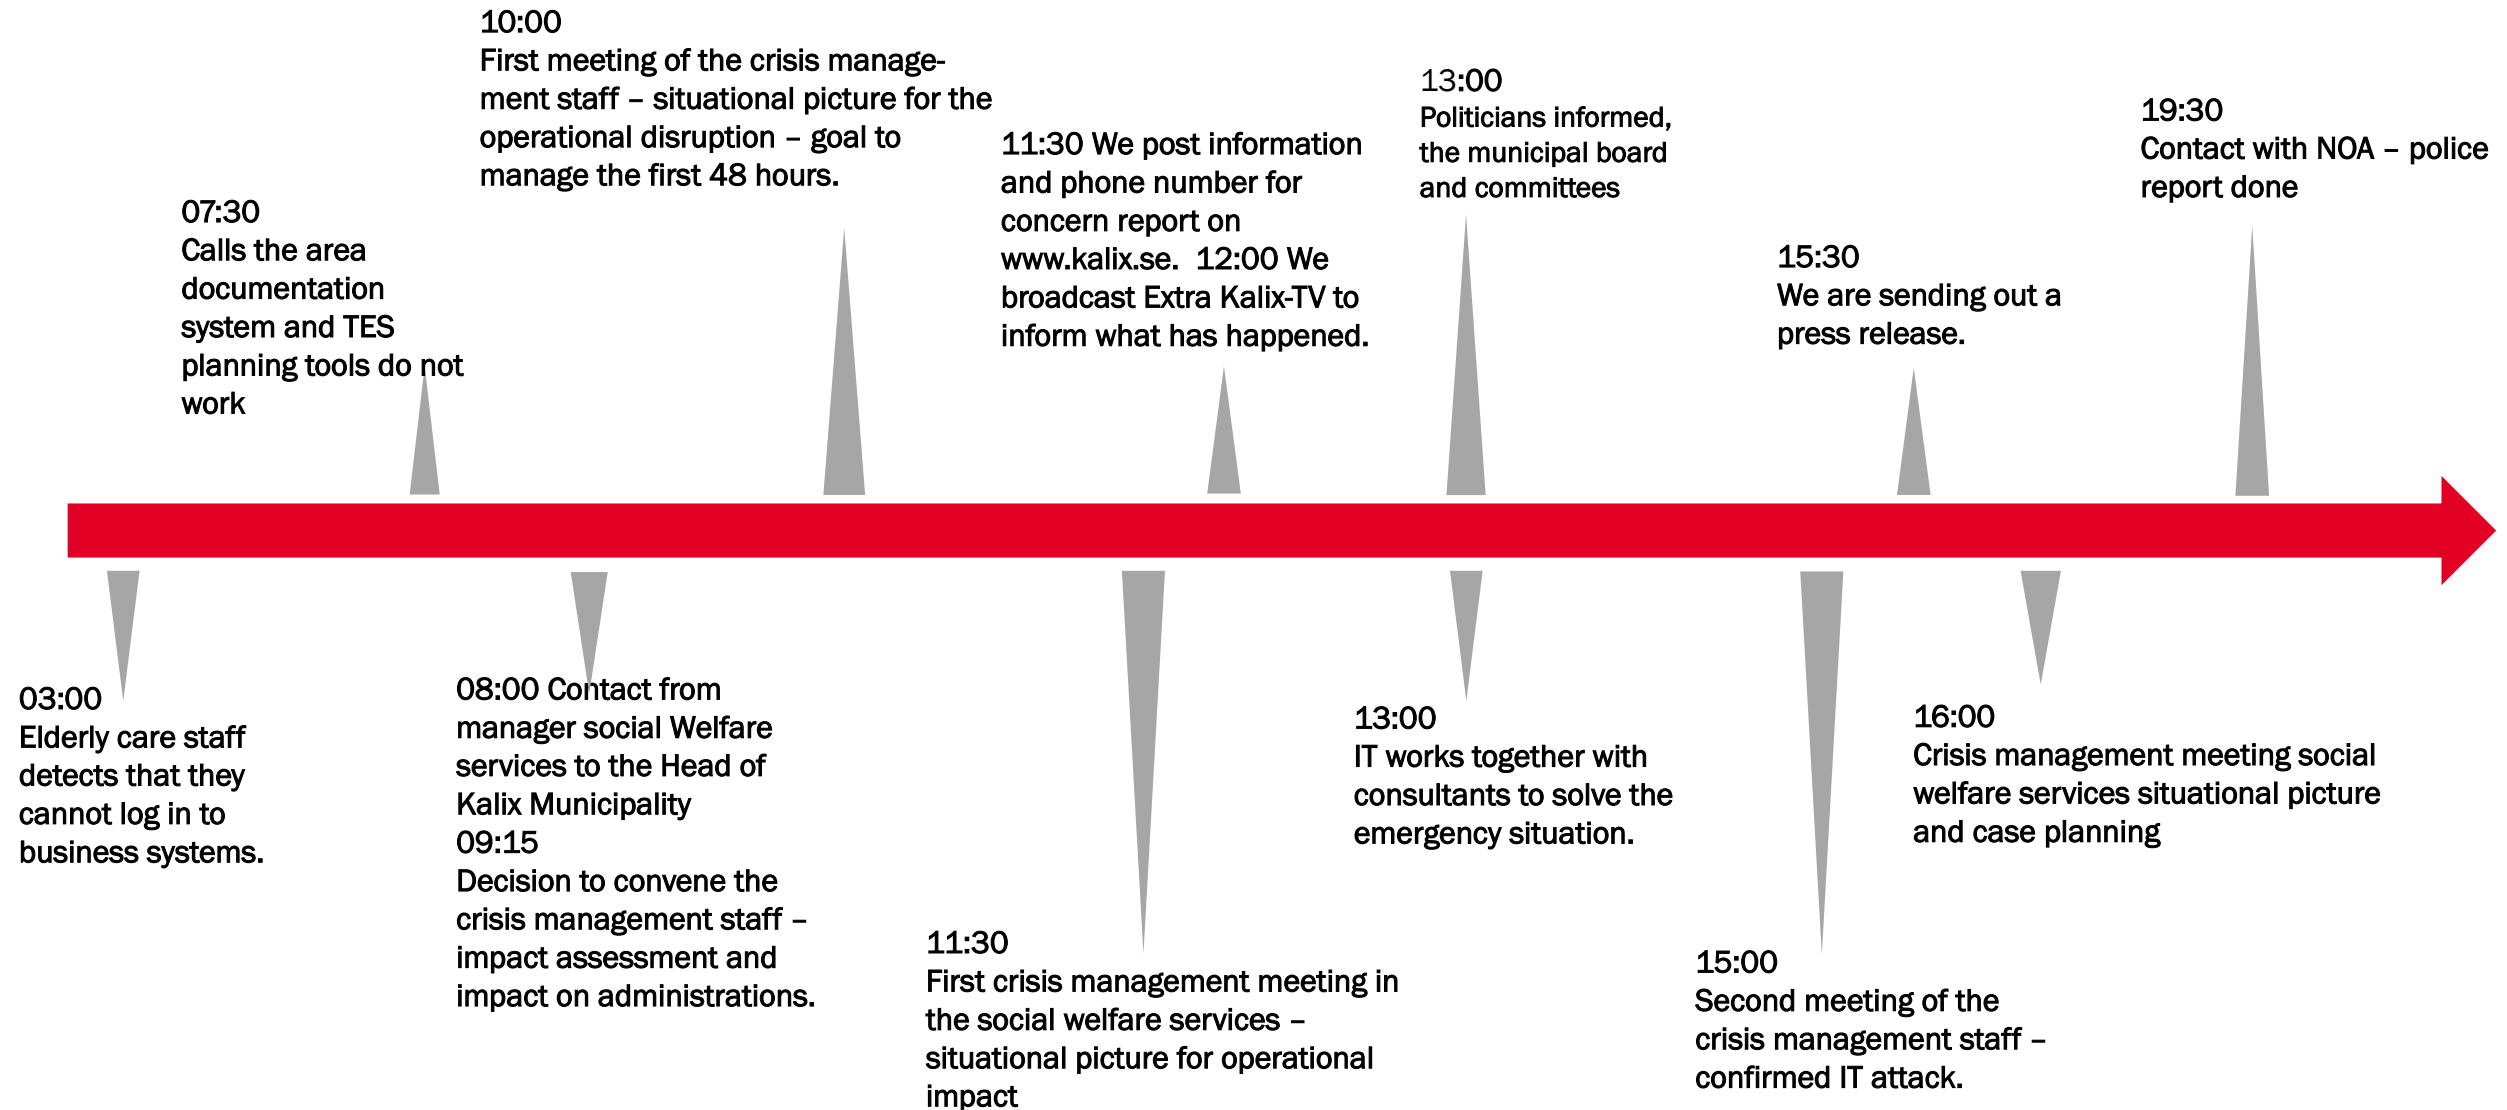 10:00
First meeting of the crisis manage-
ment staff – situational picture for the
operational disruption – goal to
manage the first 48 hours.
07:30
Calls the area
documentation
system and TES
planning tools do not
work
11:30 We post information
and phone number for
concern report on
www.kalix.se.  12:00 We
broadcast Extra Kalix-TV to
inform what has happened.
13:00
Politicians informed,
the municipal board
and committees
15:30
We are sending out a
press release.
19:30
Contact with NOA – police
report done
03:00
Elderly care staff
detects that they
cannot log in to
business systems.
08:00 Contact from
manager social Welfare
services to the Head of
Kalix Municipality
09:15
Decision to convene the
crisis management staff –
impact assessment and
impact on administrations.
11:30
First crisis management meeting in
the social welfare services –
situational picture for operational
impact
13:00
IT works together with
consultants to solve the
emergency situation.
15:00
Second meeting of the
crisis management staff –
confirmed IT attack.
16:00
Crisis management meeting social
welfare services situational picture
and case planning